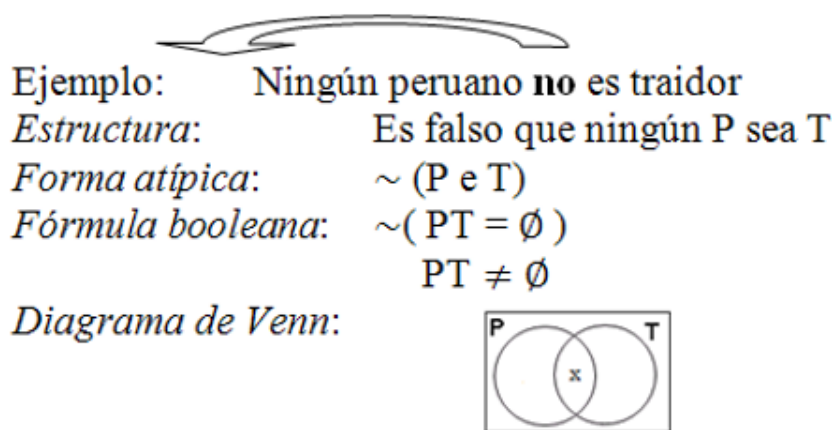 Ejemplo: Ningún peruano no es traidor
Estructura: Es falso que ningún P sea T
Forma atípica: ~ (P e T)
Fórmula booleana: ~( PT = ∅ )
PT ≠ ∅
Diagrama de Venn:
P T
x